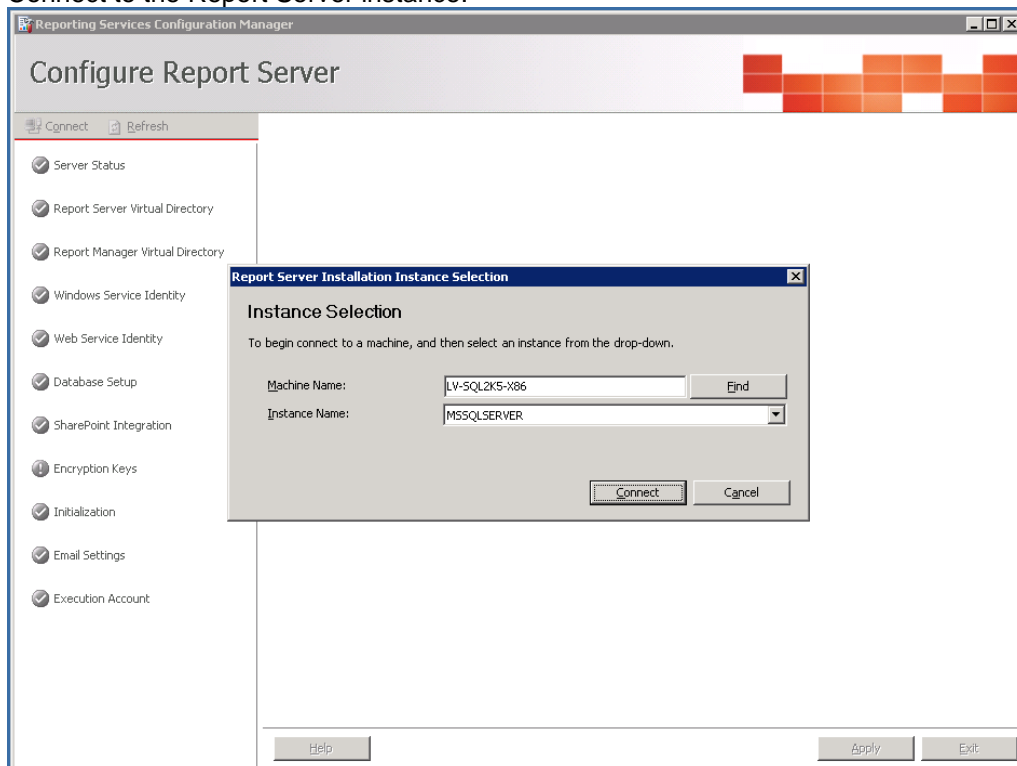 Connect to the Report Server instance.
Reporting Services Configuration Manager
Configure Report Server
Connect Refresh
Server Status
Report Server Virtual Directory
Report Manager Virtual Directory
Windows Service Identity
Web Service Identity
Database Setup
SharePoint Integration
Encryption Keys
Initialization
Email Settings
Execution Account
Report Server Installation Instance Selection
Instance Selection
To begin connect to a machine, and then select an instance from the drop-down.
Machine Name: LV-SQL2K5-X86 Find
Instance Name: MSSQLSERVER
Connect Cancel
Help Apply Exit